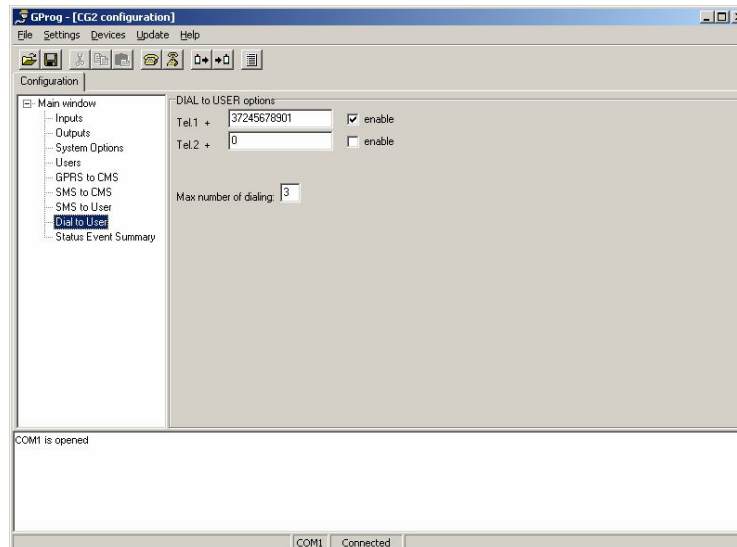 GProg - [CG2 configuration]
File Settings Devices Update Help
Configuration
Main window
Inputs
Outputs
System Options
Users
GPRS to CMS
SMS to CMS
SMS to User
Dial to User
Status Event Summary
DIAL to USER options
Tel.1 + 37245678901 enable
Tel.2 + 0 enable
Max number of dialing: 3
COM1 is opened
COM1 Connected